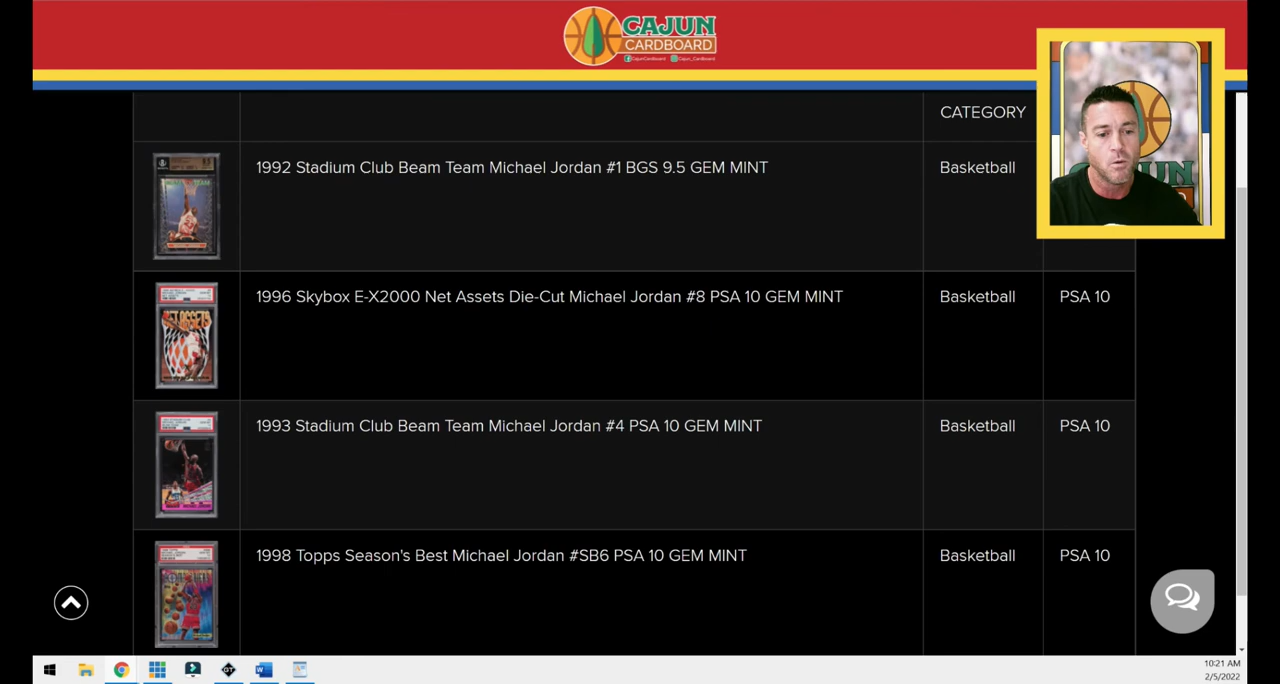 CAJUN
CARDBOARD
CajunCardboard Cajun_Cardboard
CATEGORY
1992 Stadium Club Beam Team Michael Jordan #1 BGS 9.5 GEM MINT
Basketball
1996 Skybox E-X2000 Net Assets Die-Cut Michael Jordan #8 PSA 10 GEM MINT
Basketball
PSA 10
1993 Stadium Club Beam Team Michael Jordan #4 PSA 10 GEM MINT
Basketball
PSA 10
1998 Topps Season's Best Michael Jordan #SB6 PSA 10 GEM MINT
Basketball
PSA 10
10:21 AM
2/5/2022